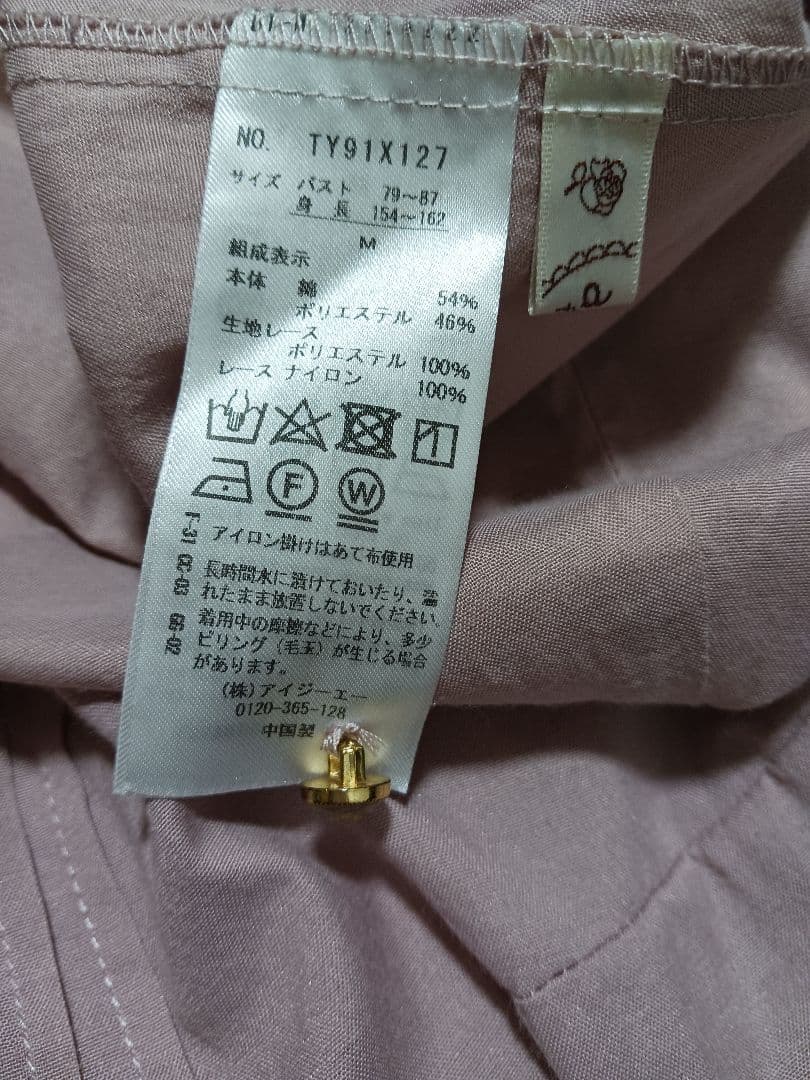 NO. TY91X127
サイズ バスト 79～87
身長 154～162
M
組成表示
本体 綿 54%
ポリエステル 46%
生地レース
ポリエステル 100%
レース ナイロン 100%
1
F
W
F-31 アイロン掛けはあて布使用
長時間水に漬けておいたり、濡
れたまま放置しないでください。
着用中の摩擦などにより、多少
ピリング(毛玉)が生じる場合
があります。
(株)アイジーエー
0120-365-128
中国製